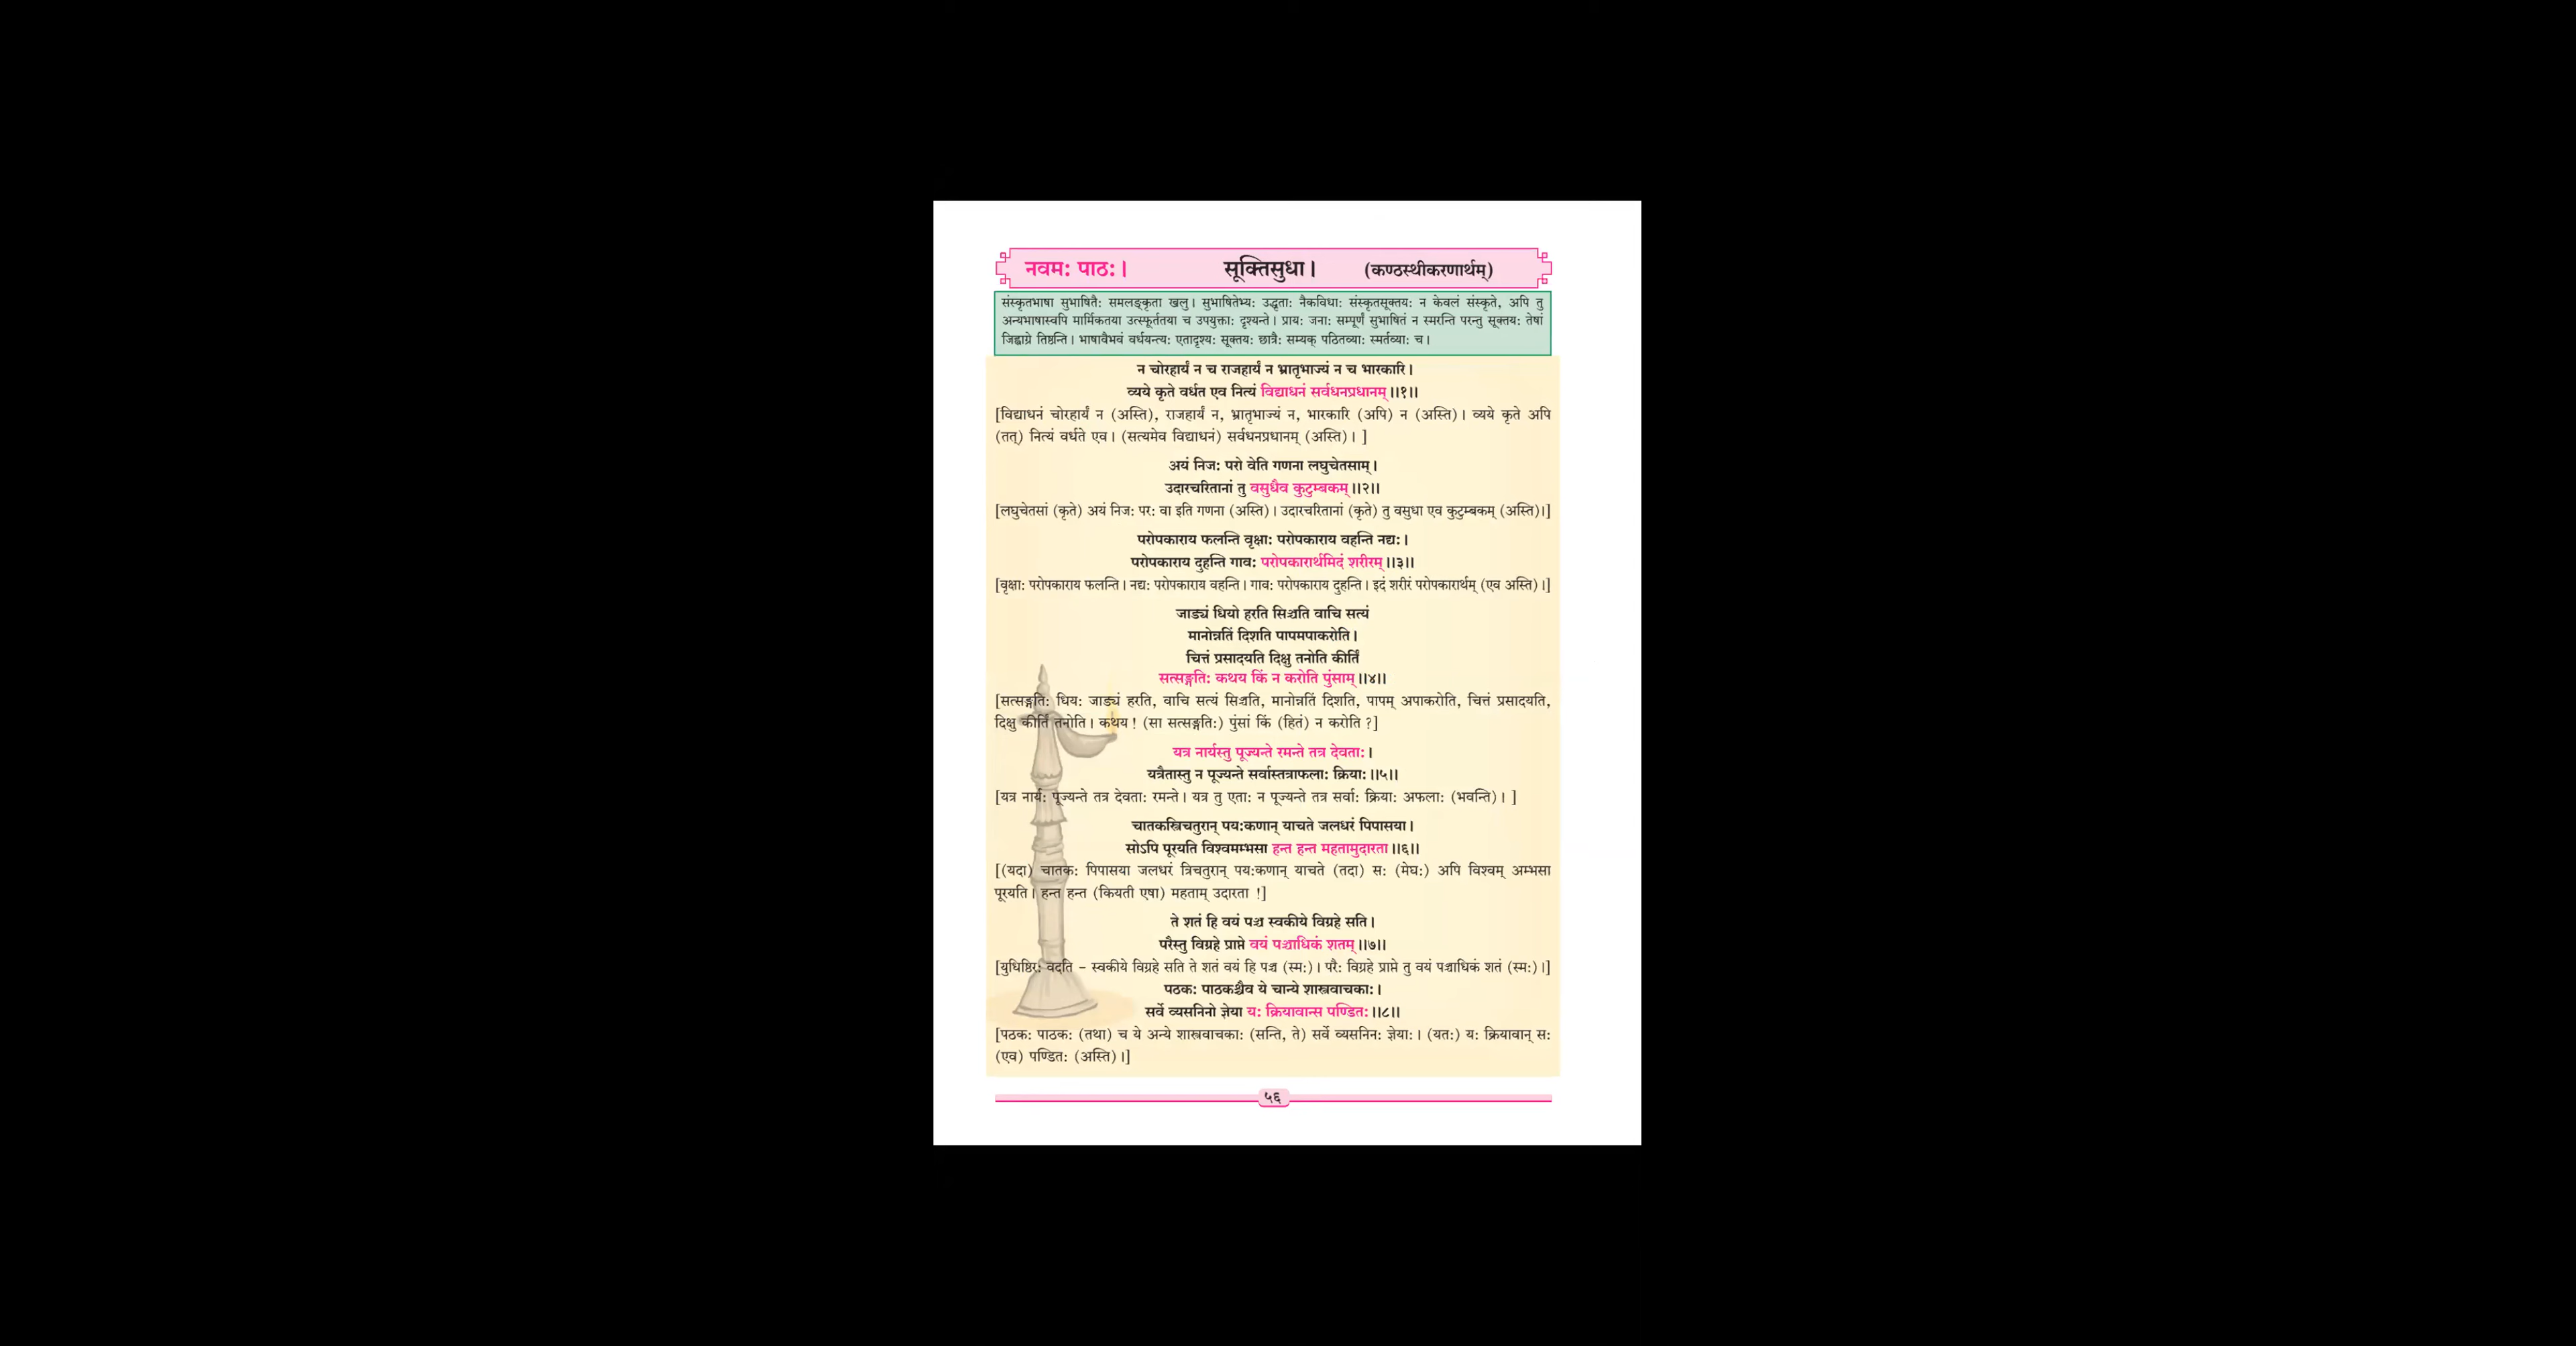 नवमः पाठः। सूक्तिसुधा। (कण्ठस्थीकरणार्थम्)
संस्कृतभाषा सुभाषितैः समलङ्कृता खलु। सुभाषितेभ्यः उद्धृताः नैकविधाः संस्कृतसूक्तयः न केवलं संस्कृते, अपि तु
अन्यभाषास्वपि मार्मिकतया उत्स्फूर्ततया च उपयुक्ताः दृश्यन्ते। प्रायः जनाः सम्पूर्णं सुभाषितं न स्मरन्ति परन्तु सूक्तयः तेषां
जिह्वाग्रे तिष्ठन्ति। भाषावैभवं वर्धयन्त्यः एतादृश्यः सूक्तयः छात्रैः सम्यक् पठितव्याः स्मर्तव्याः च।
न चोरहार्यं न च राजहार्यं न भ्रातृभाज्यं न च भारकारि।
व्यये कृते वर्धत एव नित्यं विद्याधनं सर्वधनप्रधानम्॥१॥
[विद्याधनं चोरहार्यं न (अस्ति), राजहार्यं न, भ्रातृभाज्यं न, भारकारि (अपि) न (अस्ति)। व्यये कृते अपि
(तत्) नित्यं वर्धते एव। (सत्यमेव विद्याधनं) सर्वधनप्रधानम् (अस्ति)। ]
अयं निजः परो वेति गणना लघुचेतसाम्।
उदारचरितानां तु वसुधैव कुटुम्बकम्॥२॥
[लघुचेतसां (कृते) अयं निजः परः वा इति गणना (अस्ति)। उदारचरितानां (कृते) तु वसुधा एव कुटुम्बकम् (अस्ति)।]
परोपकाराय फलन्ति वृक्षाः परोपकाराय वहन्ति नद्यः।
परोपकाराय दुहन्ति गावः परोपकारार्थमिदं शरीरम्॥३॥
[वृक्षाः परोपकाराय फलन्ति। नद्यः परोपकाराय वहन्ति। गावः परोपकाराय दुहन्ति। इदं शरीरं परोपकारार्थम् (एव अस्ति)।]
जाड्यं धियो हरति सिञ्चति वाचि सत्यं
मानोन्नतिं दिशति पापमपाकरोति।
चित्तं प्रसादयति दिक्षु तनोति कीर्तिं
सत्सङ्गतिः कथय किं न करोति पुंसाम्॥४॥
[सत्सङ्गतिः धियः जाड्यं हरति, वाचि सत्यं सिञ्चति, मानोन्नतिं दिशति, पापम् अपाकरोति, चित्तं प्रसादयति,
दिक्षु कीर्तिं तनोति। कथय! (सा सत्सङ्गतिः) पुंसां किं (हितं) न करोति ?]
यत्र नार्यस्तु पूज्यन्ते रमन्ते तत्र देवताः।
यत्रैतास्तु न पूज्यन्ते सर्वास्तत्राफलाः क्रियाः॥५॥
[यत्र नार्यः पूज्यन्ते तत्र देवताः रमन्ते। यत्र तु एताः न पूज्यन्ते तत्र सर्वाः क्रियाः अफलाः (भवन्ति)। ]
चातकस्त्रिचतुरान् पयःकणान् याचते जलधरं पिपासया।
सोऽपि पूरयति विश्वमम्भसा हन्त हन्त महतामुदारता॥६॥
[(यदा) चातकः पिपासया जलधरं त्रिचतुरान् पयःकणान् याचते (तदा) सः (मेघः) अपि विश्वम् अम्भसा
पूरयति। हन्त हन्त (कियती एषा) महताम् उदारता !]
ते शतं हि वयं पञ्च स्वकीये विग्रहे सति।
परैस्तु विग्रहे प्राप्ते वयं पञ्चाधिकं शतम्॥७॥
[युधिष्ठिरः वदति – स्वकीये विग्रहे सति ते शतं वयं हि पञ्च (स्मः)। परैः विग्रहे प्राप्ते तु वयं पञ्चाधिकं शतं (स्मः)।]
पठकः पाठकश्चैव ये चान्ये शास्त्रवाचकाः।
सर्वे व्यसनिनो ज्ञेया यः क्रियावान्स पण्डितः॥८॥
[पठकः पाठकः (तथा) च ये अन्ये शास्त्रवाचकाः (सन्ति, ते) सर्वे व्यसनिनः ज्ञेयाः। (यतः) यः क्रियावान् सः
(एव) पण्डितः (अस्ति)।]
५६